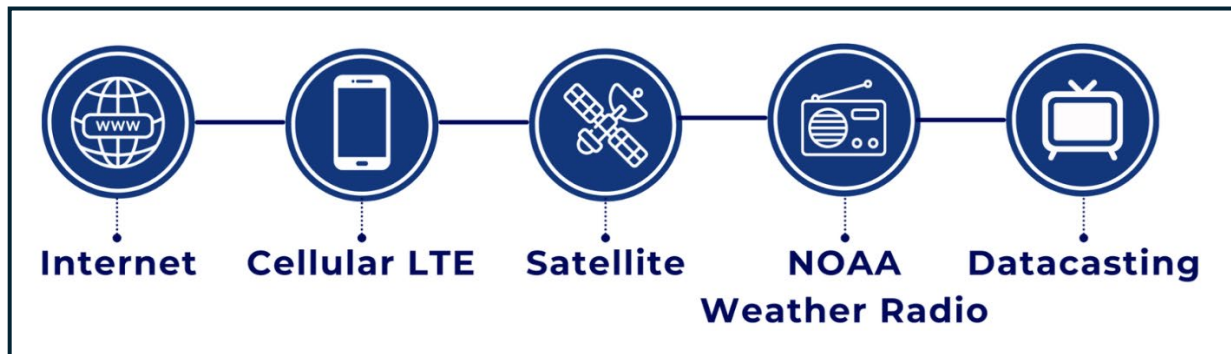 www
Internet
Cellular LTE
Satellite
NOAA
Weather Radio
Datacasting